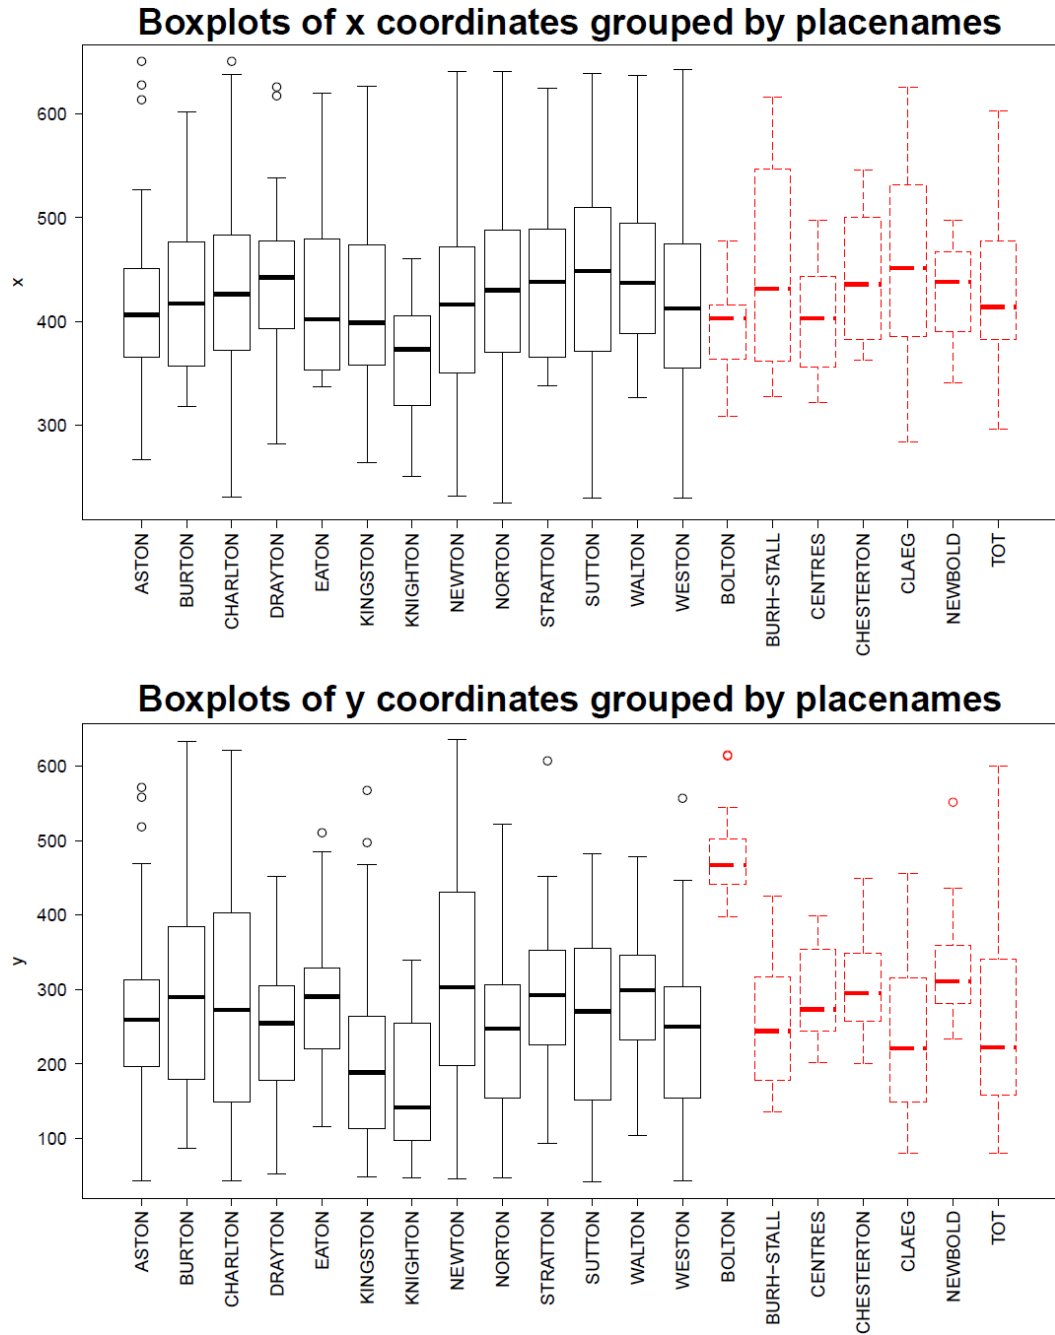 Boxplots of x coordinates grouped by placenames
600
500
400
300
x
ASTON
BURTON
CHARLTON
DRAYTON
EATON
KINGSTON
KNIGHTON
NEWTON
NORTON
STRATTON
SUTTON
WALTON
WESTON
BOLTON
BURH−STALL
CENTRES
CHESTERTON
CLAEG
NEWBOLD
TOT
Boxplots of y coordinates grouped by placenames
600
500
400
300
200
100
y
ASTON
BURTON
CHARLTON
DRAYTON
EATON
KINGSTON
KNIGHTON
NEWTON
NORTON
STRATTON
SUTTON
WALTON
WESTON
BOLTON
BURH−STALL
CENTRES
CHESTERTON
CLAEG
NEWBOLD
TOT